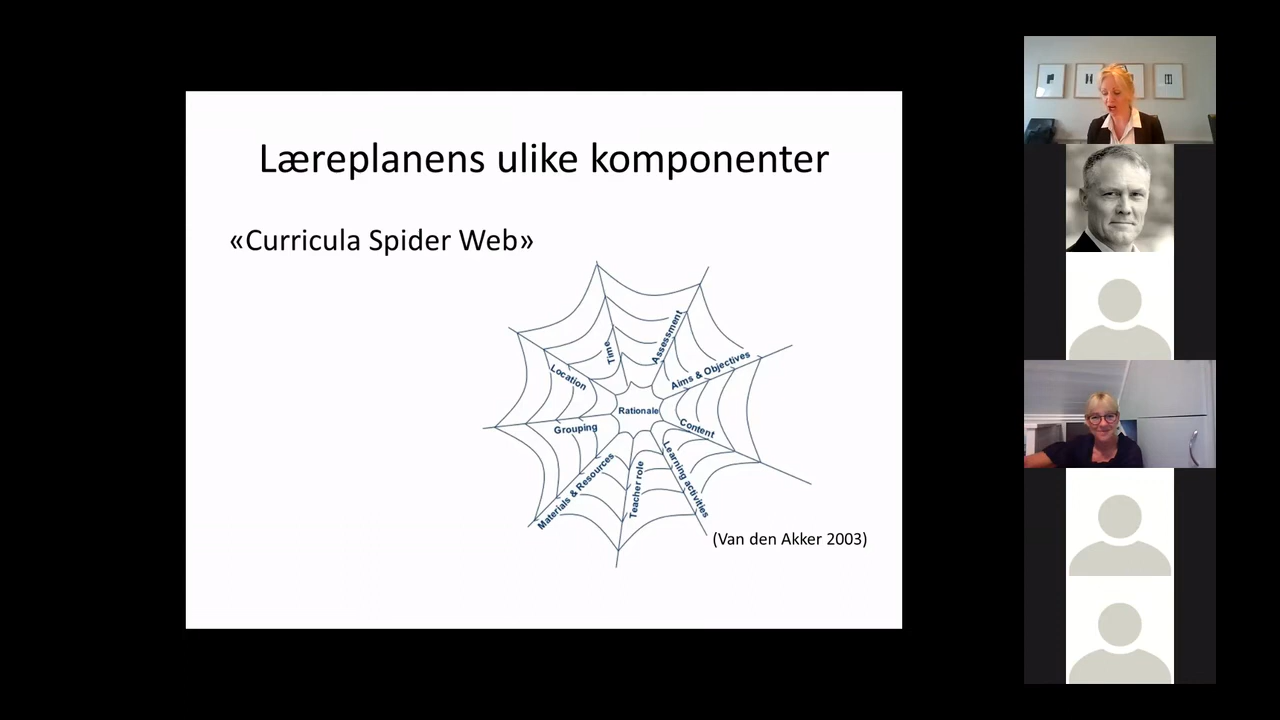 Læreplanens ulike komponenter
«Curricula Spider Web»
Time
Assessment
Aims & Objectives
Location
Rationale
Grouping
Content
Materials & Resources
Teacher role
Learning activities
(Van den Akker 2003)